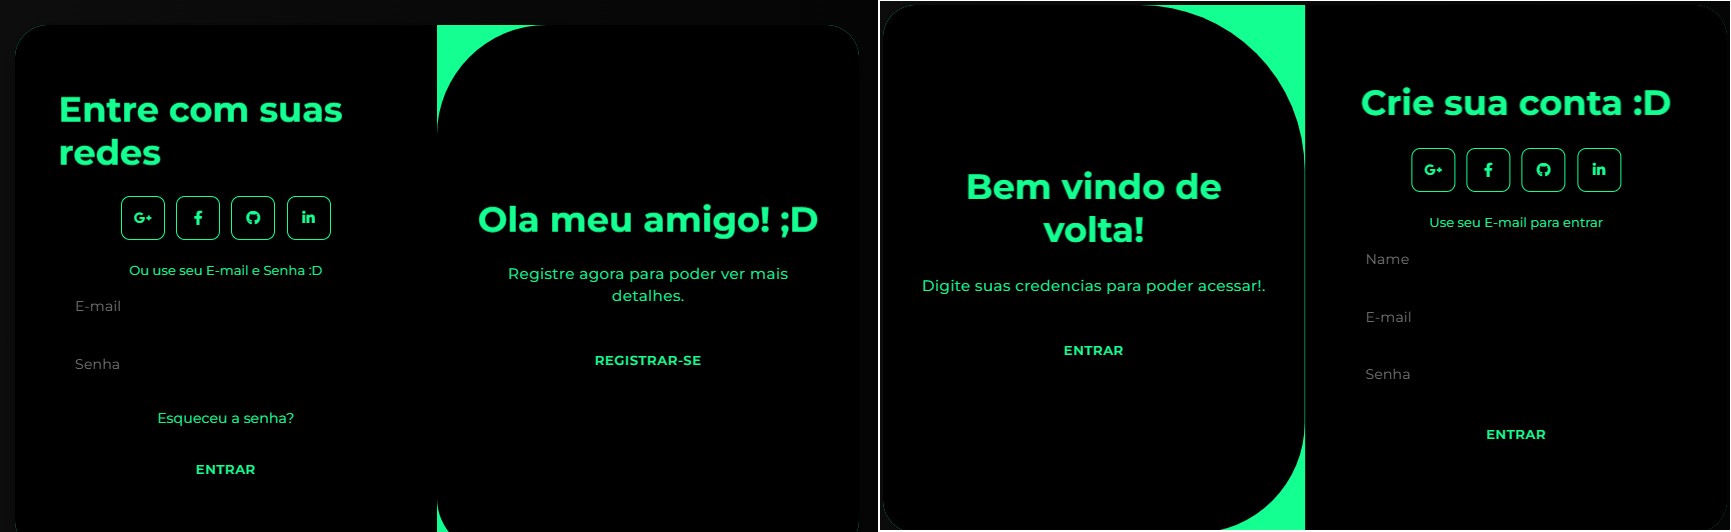 Entre com suas
redes
G+
f
in
Ou use seu E-mail e Senha :D
E-mail
Senha
Esqueceu a senha?
ENTRAR
Ola meu amigo! ;D
Registre agora para poder ver mais
detalhes.
REGISTRAR-SE
Bem vindo de
volta!
Digite suas credencias para poder acessar!.
ENTRAR
Crie sua conta :D
G+
f
in
Use seu E-mail para entrar
Name
E-mail
Senha
ENTRAR